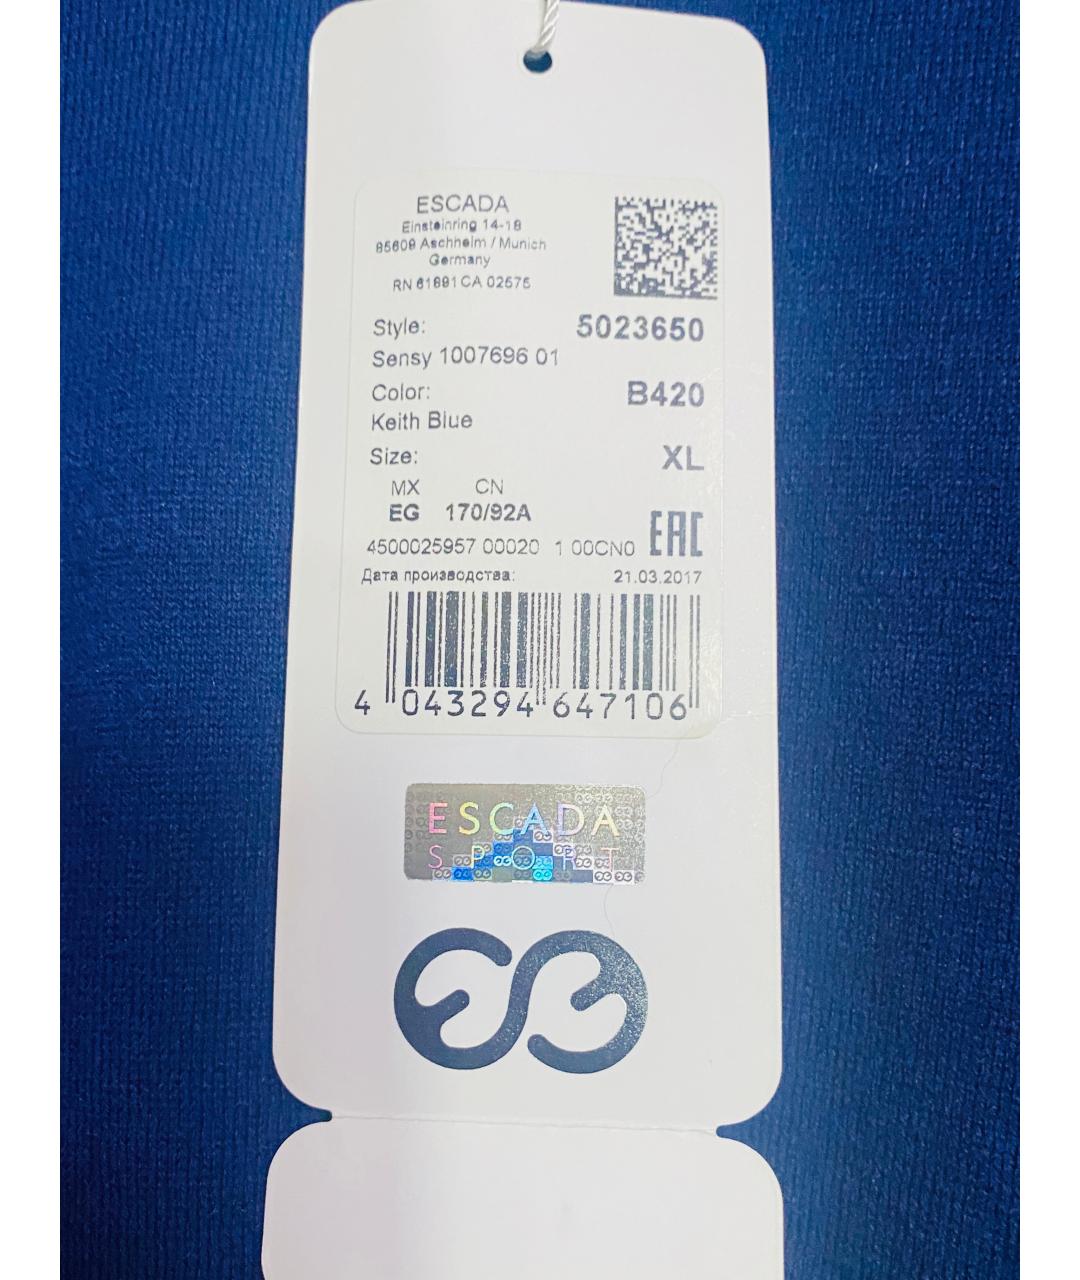 ESCADA
Einsteinring 14-18
85609 Aschheim / Munich
Germany
RN 61891 CA 02575
Style: 5023650
Sensy 1007696 01
Color: B420
Keith Blue
Size: XL
MX CN
EG 170/92A
4500025957 00020 1 00CN0 EAC
Дата производства: 21.03.2017
4 043294 647106
ESCADA
SPORT